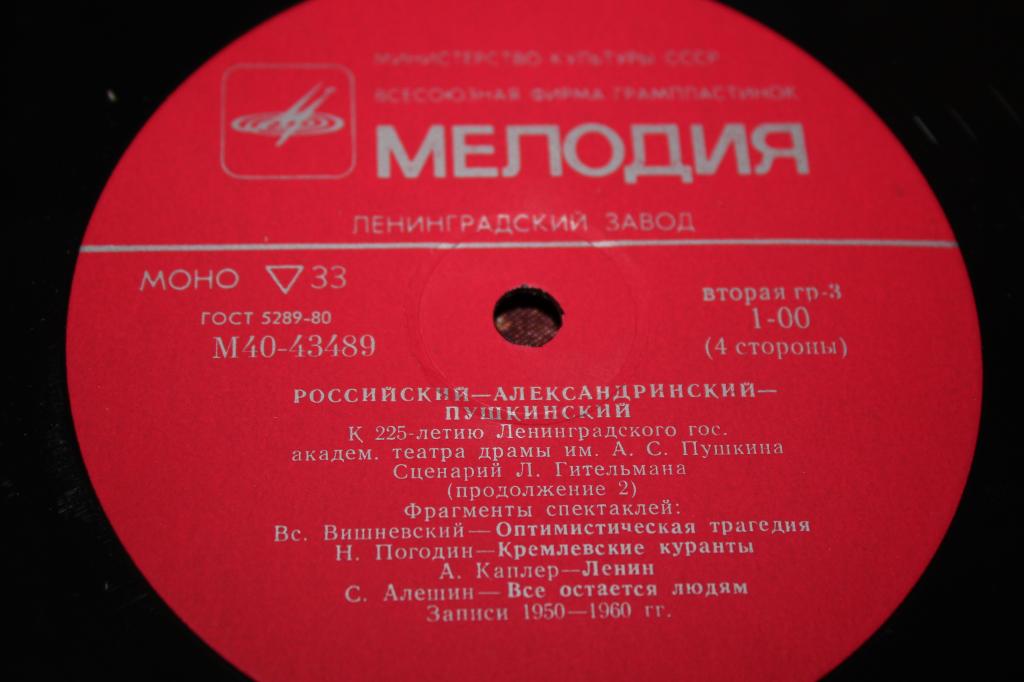 МИНИСТЕРСТВО КУЛЬТУРЫ СССР
ВСЕСОЮЗНАЯ ФИРМА ГРАМПЛАСТИНОК
МЕЛОДИЯ
ЛЕНИНГРАДСКИЙ ЗАВОД
МОНО 33
ГОСТ 5289-80
М40-43489
вторая гр-3
1-00
(4 стороны)
РОССИЙСКИЙ—АЛЕКСАНДРИНСКИЙ—
ПУШКИНСКИЙ
К 225-летию Ленинградского гос.
академ. театра драмы им. А. С. Пушкина
Сценарий Л. Гительмана
(продолжение 2)
Фрагменты спектаклей:
Вс. Вишневский—Оптимистическая трагедия
Н. Погодин—Кремлевские куранты
А. Каплер—Ленин
С. Алешин—Все остается людям
Записи 1950—1960 гг.